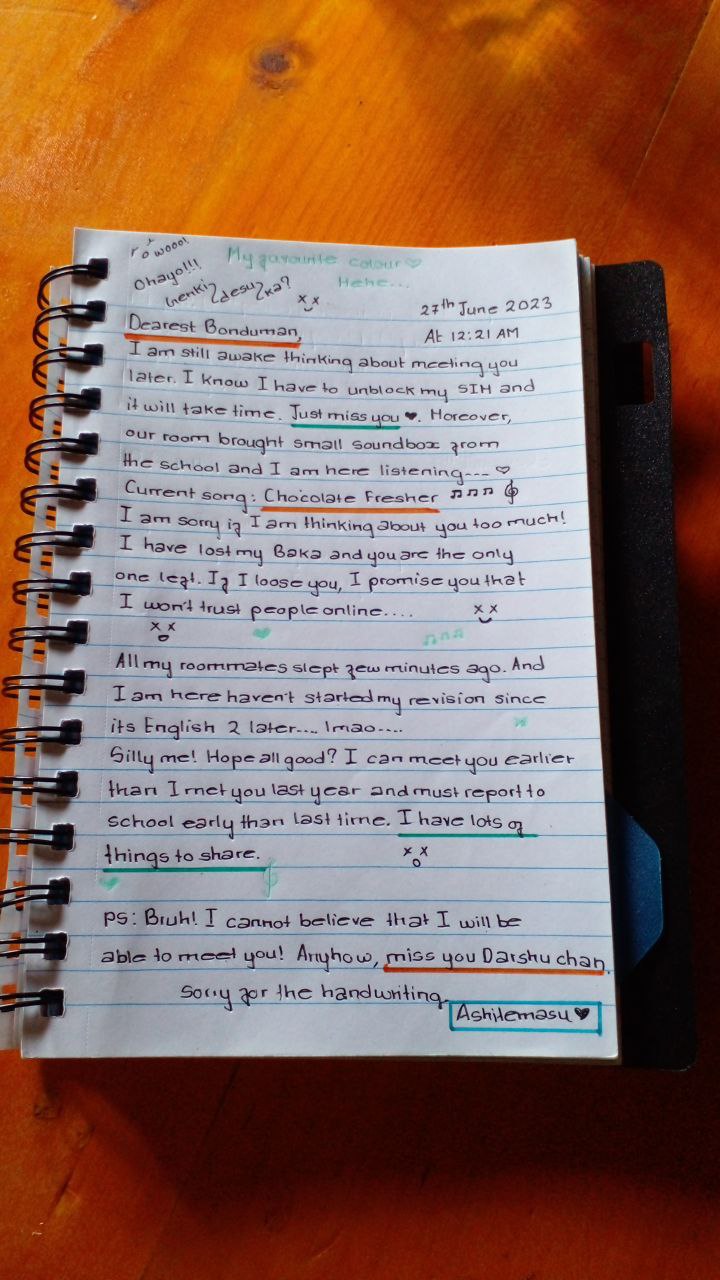 Ohayo!!!
Genki desu ka?
My favourite colour♡
Hehe...
27th June 2023
At 12:21 AM
Dearest Bonduman,
I am still awake thinking about meeting you
later. I know I have to unblock my SIM and
it will take time. Just miss you ♥. Moreover,
our room brought small soundbox from
the school and I am here listening---- ♡
Current song: Chocolate Fresher ♫ ♫ ♫ 𝄞
I am sorry if I am thinking about you too much!
I have lost my Baka and you are the only
one left. If I loose you, I promise you that
I won't trust people online....
All my roommates slept few minutes ago. And
I am here haven't started my revision since
its English 2 later.... lmao....
Silly me! Hope all good? I can meet you earlier
than I met you last year and must report to
school early than last time. I have lots of
things to share.
PS: Bruh! I cannot believe that I will be
able to meet you! Anyhow, miss you Darshu chan.
Sorry for the handwriting.
Ashitemasu ♥